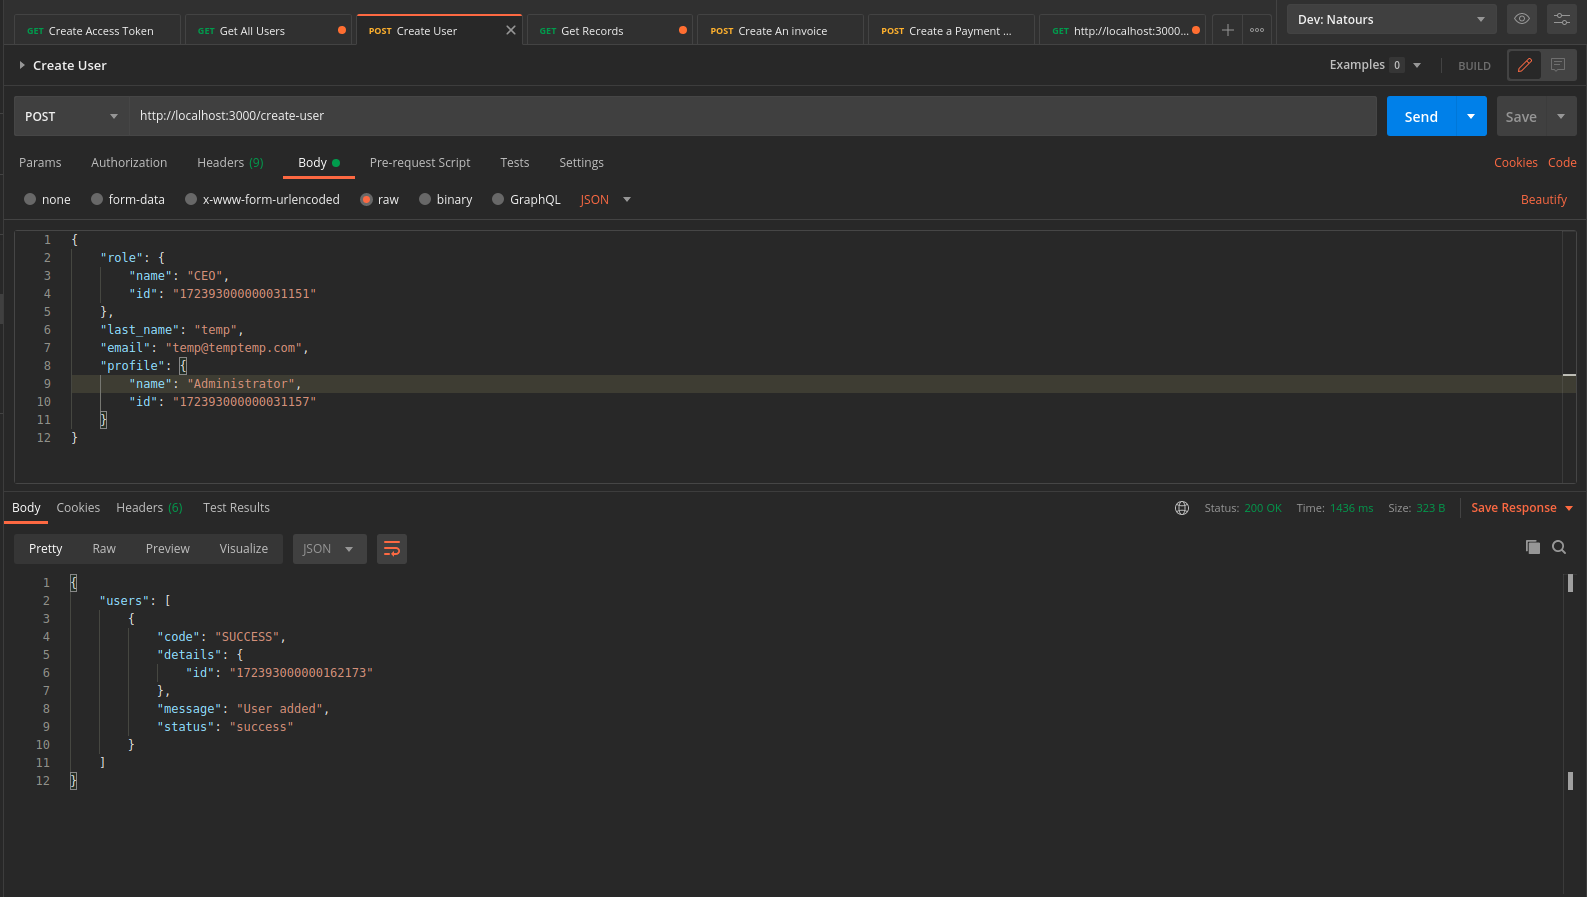 GET Create Access Token GET Get All Users POST Create User GET Get Records POST Create An invoice POST Create a Payment ... GET http://localhost:3000... Dev: Natours
Create User Examples 0 BUILD
POST http://localhost:3000/create-user Send Save
Params Authorization Headers (9) Body Pre-request Script Tests Settings Cookies Code
none form-data x-www-form-urlencoded raw binary GraphQL JSON Beautify
1 {
2 "role": {
3 "name": "CEO",
4 "id": "172393000000031151"
5 },
6 "last_name": "temp",
7 "email": "temp@temptemp.com",
8 "profile": {
9 "name": "Administrator",
10 "id": "172393000000031157"
11 }
12 }
Body Cookies Headers (6) Test Results Status: 200 OK Time: 1436 ms Size: 323 B Save Response
Pretty Raw Preview Visualize JSON
1 {
2 "users": [
3 {
4 "code": "SUCCESS",
5 "details": {
6 "id": "172393000000162173"
7 },
8 "message": "User added",
9 "status": "success"
10 }
11 ]
12 }